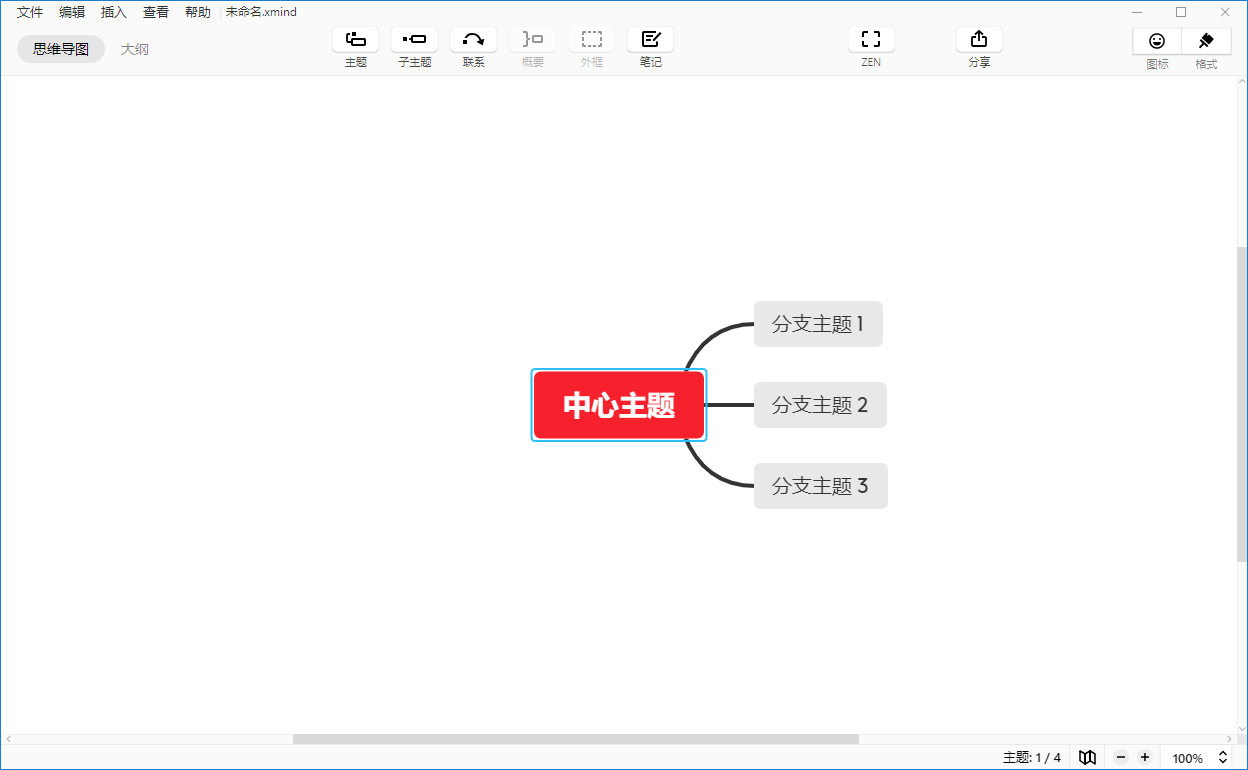 文件 编辑 插入 查看 帮助 未命名.xmind
思维导图 大纲
主题 子主题 联系 概要 外框 笔记 ZEN 分享 图标 格式
分支主题 1
中心主题
分支主题 2
分支主题 3
主题: 1 / 4 100%